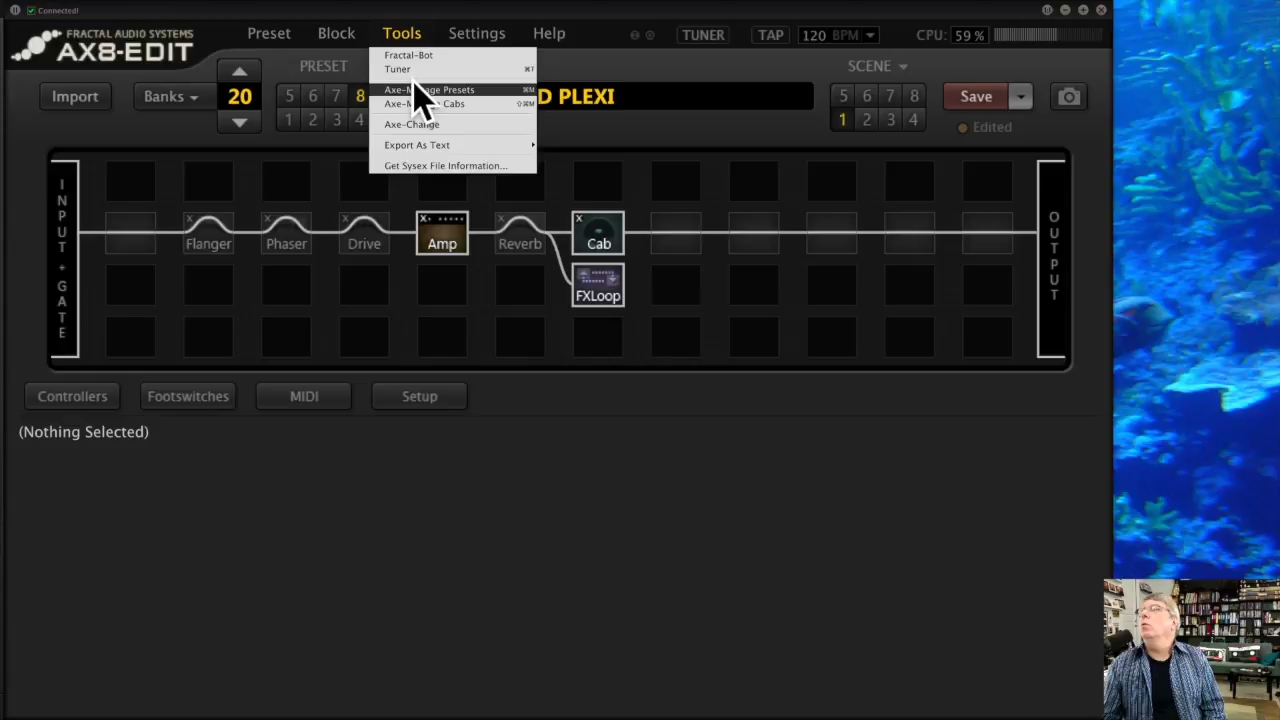 Connected!
FRACTAL AUDIO SYSTEMS
AX8-EDIT
Preset Block Tools Settings Help
TUNER TAP 120 BPM CPU: 59 %
Fractal-Bot
Tuner ⌘T
Axe-M ge Presets ⌘M
Axe-M Cabs ⇧⌘M
Axe-Change
Export As Text
Get Sysex File Information...
PRESET
SCENE
Import Banks 20
5 6 7 8
1 2 3 4
D PLEXI
5 6 7 8
1 2 3 4
Save
Edited
INPUT + GATE
X Flanger
X Phaser
X Drive
X Amp
X Reverb
X Cab
FXLoop
OUTPUT
Controllers Footswitches MIDI Setup
(Nothing Selected)